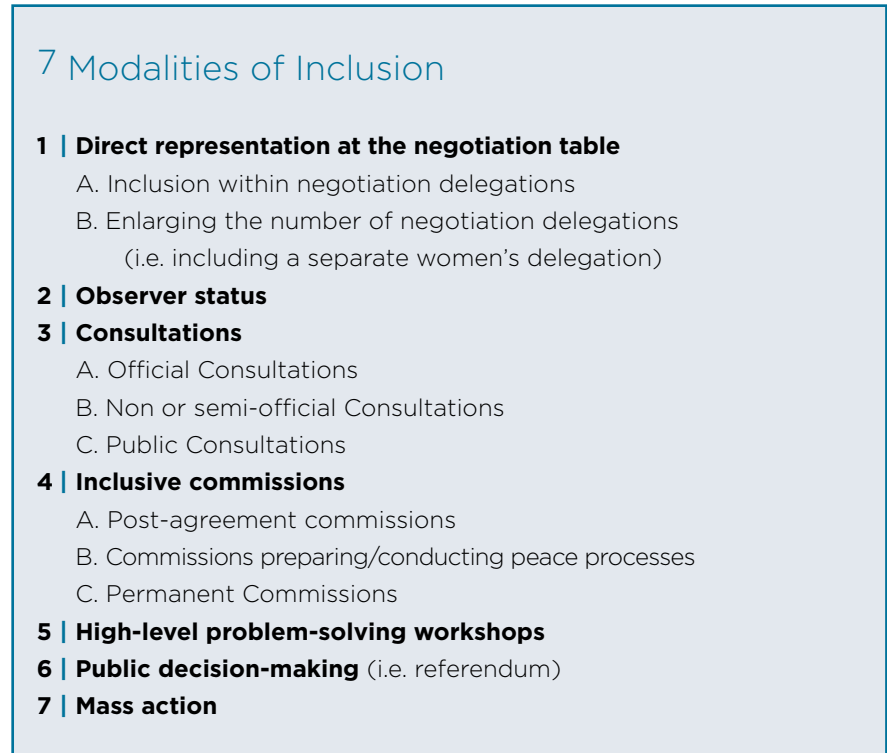 7 Modalities of Inclusion
1 | Direct representation at the negotiation table
A. Inclusion within negotiation delegations
B. Enlarging the number of negotiation delegations
(i.e. including a separate women’s delegation)
2 | Observer status
3 | Consultations
A. Official Consultations
B. Non or semi-official Consultations
C. Public Consultations
4 | Inclusive commissions
A. Post-agreement commissions
B. Commissions preparing/conducting peace processes
C. Permanent Commissions
5 | High-level problem-solving workshops
6 | Public decision-making (i.e. referendum)
7 | Mass action